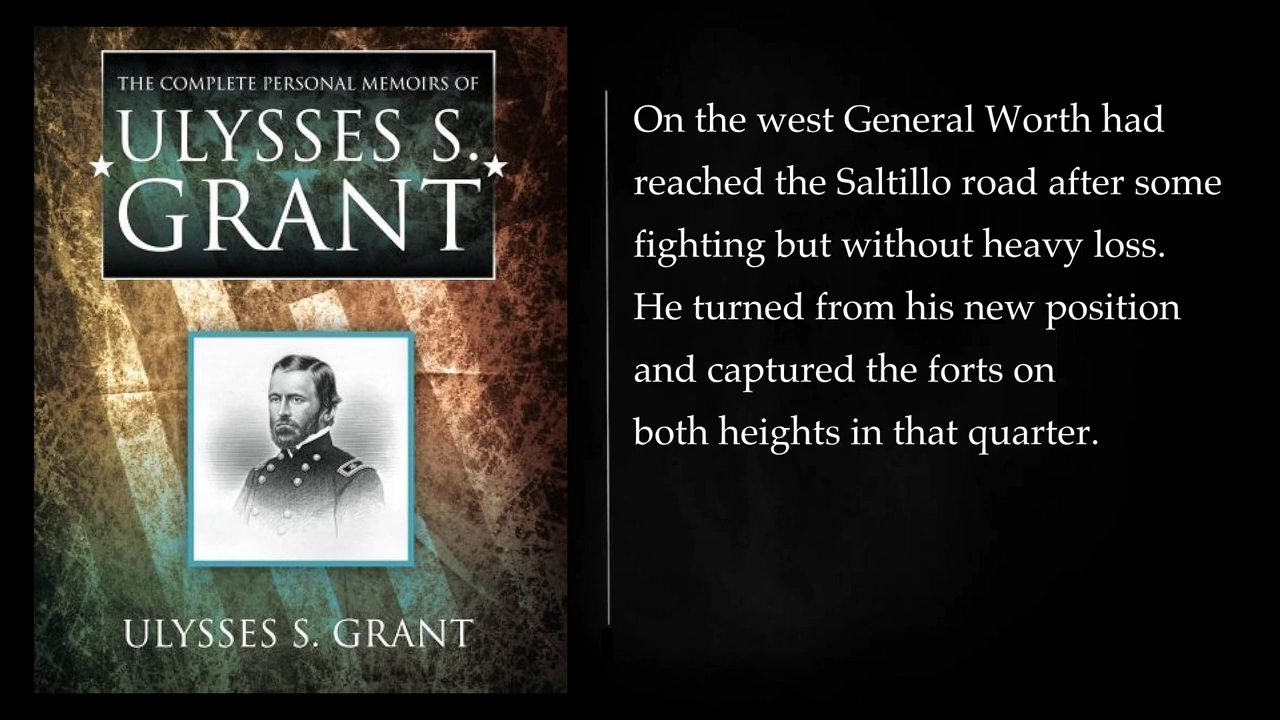 THE COMPLETE PERSONAL MEMOIRS OF
ULYSSES S.
GRANT
ULYSSES S. GRANT
On the west General Worth had
reached the Saltillo road after some
fighting but without heavy loss.
He turned from his new position
and captured the forts on
both heights in that quarter.